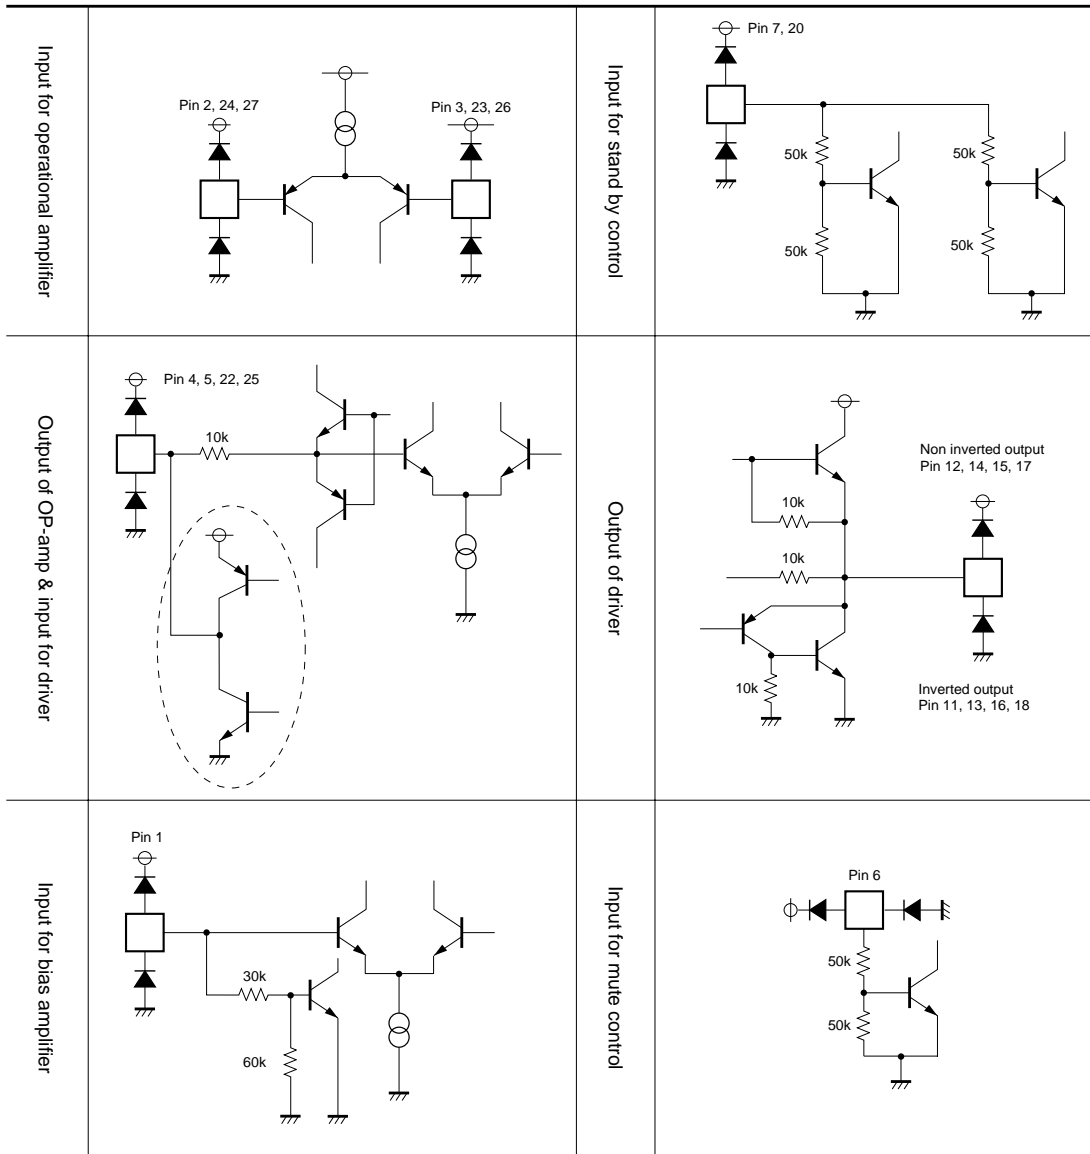 Input for operational amplifier
Pin 2, 24, 27
Pin 3, 23, 26
Input for stand by control
Pin 7, 20
50k
50k
50k
50k
Output of OP-amp & input for driver
Pin 4, 5, 22, 25
10k
Output of driver
Non inverted output
Pin 12, 14, 15, 17
10k
10k
10k
Inverted output
Pin 11, 13, 16, 18
Input for bias amplifier
Pin 1
30k
60k
Input for mute control
Pin 6
50k
50k